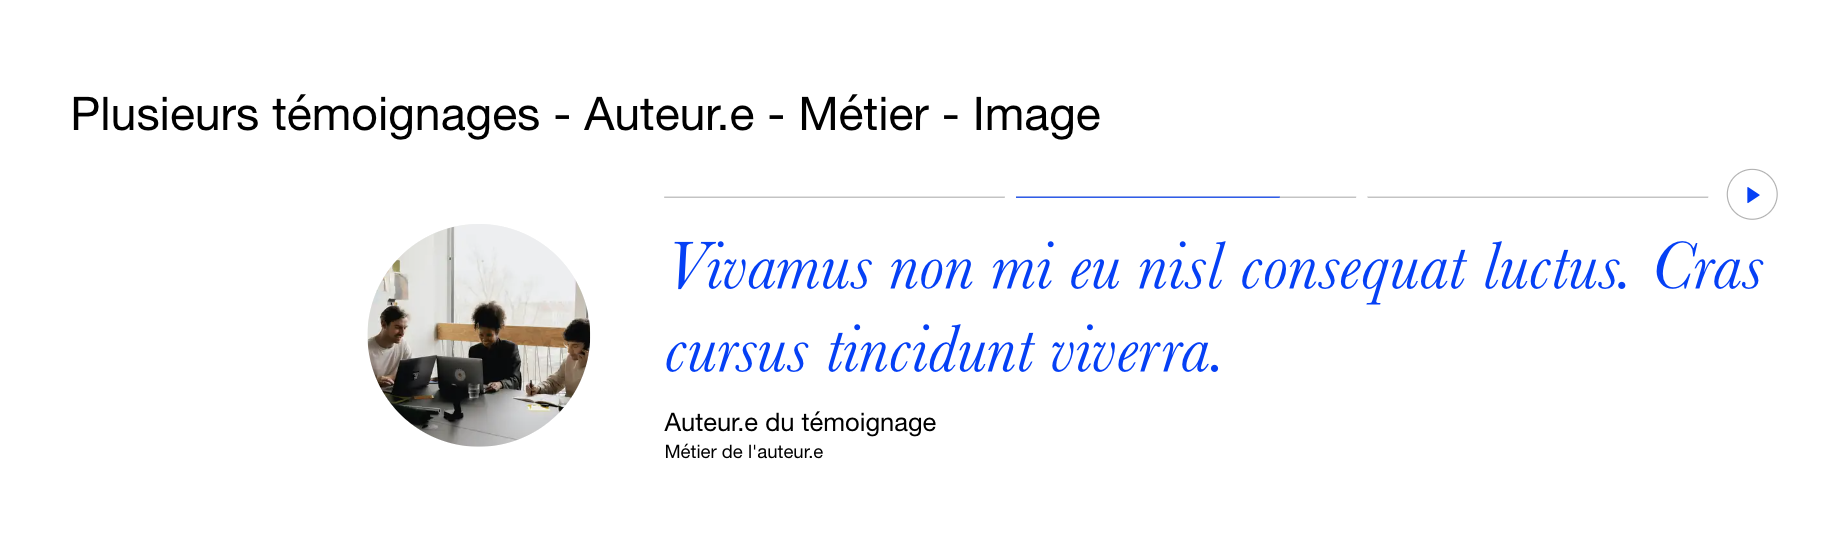 Plusieurs témoignages - Auteur.e - Métier - Image
Vivamus non mi eu nisl consequat luctus. Cras
cursus tincidunt viverra.
Auteur.e du témoignage
Métier de l'auteur.e